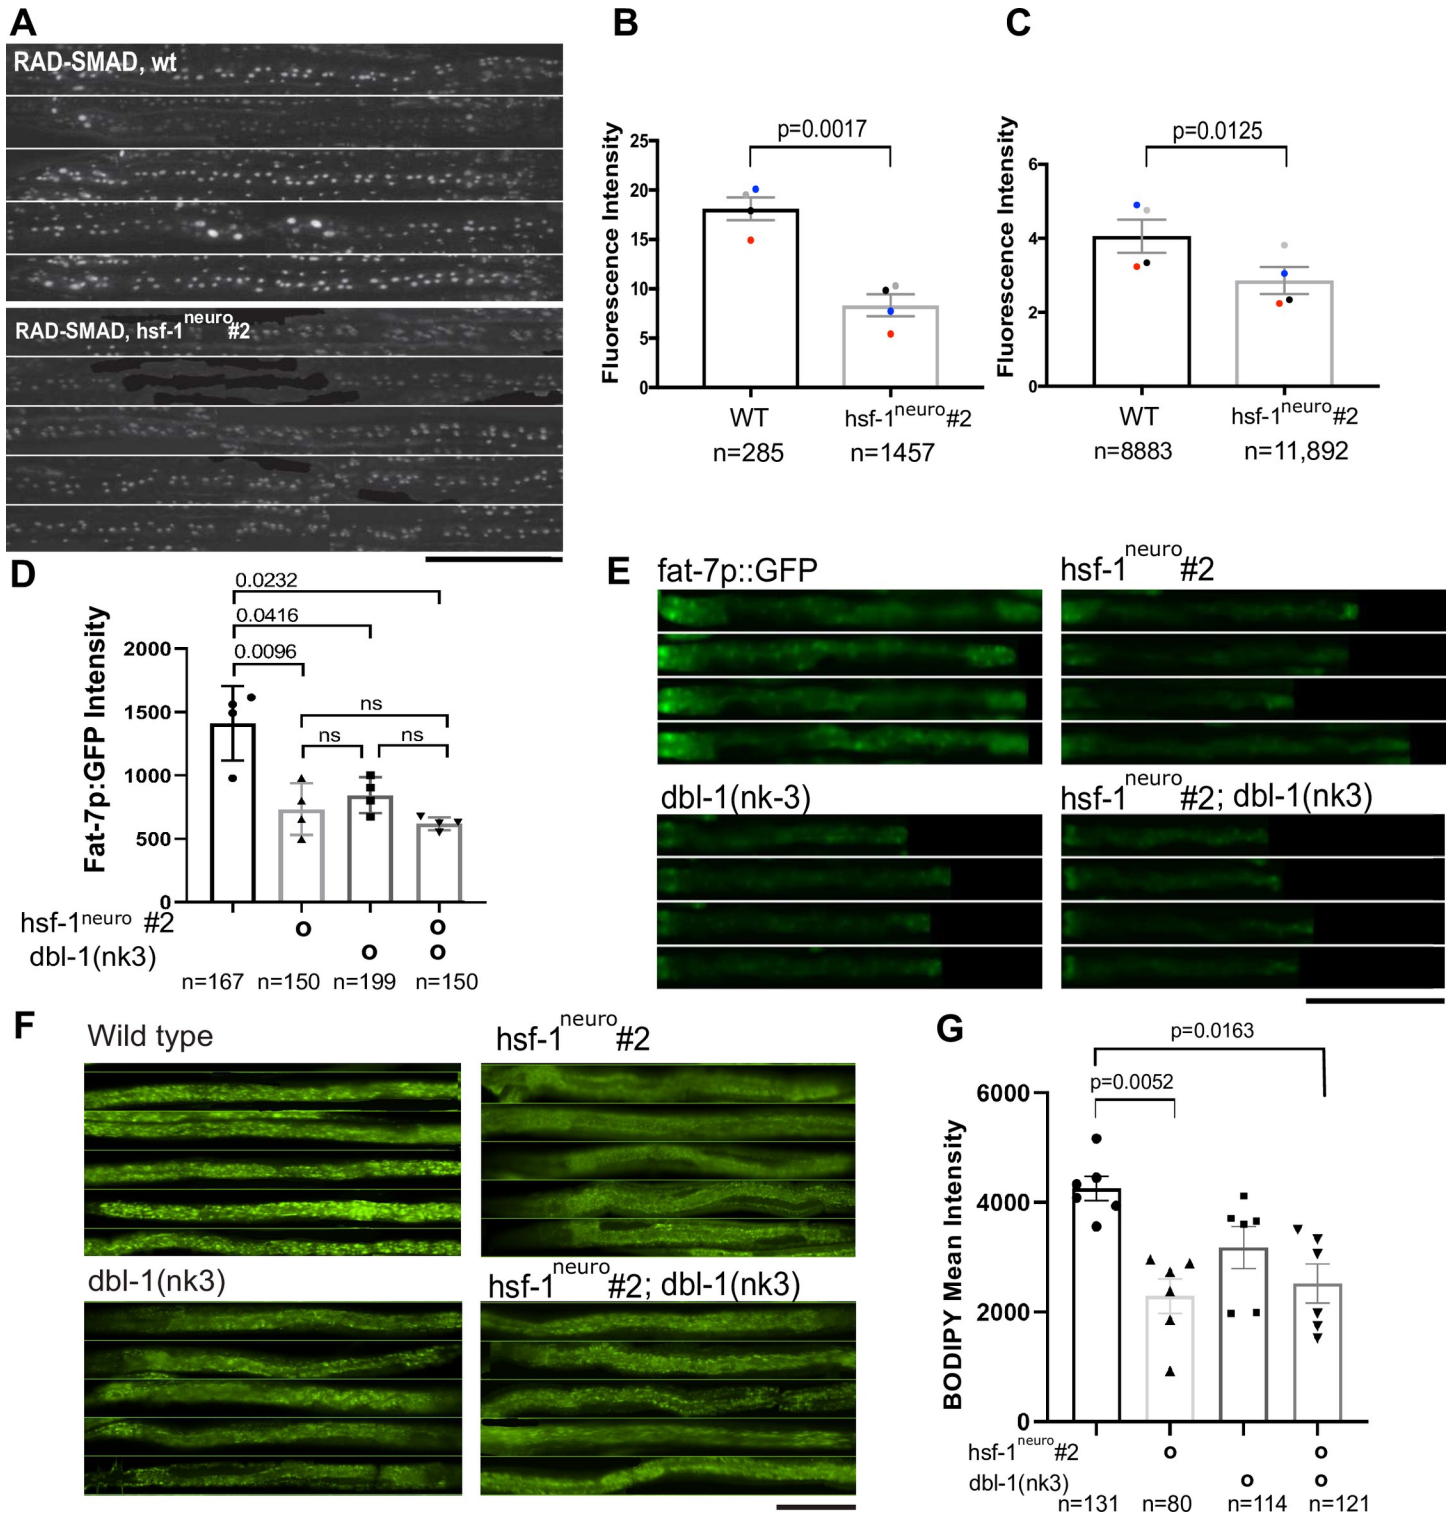 A
RAD-SMAD, wt
RAD-SMAD, hsf-1neuro#2
B
Fluorescence Intensity
25
20
15
10
5
0
p=0.0017
WT
hsf-1neuro#2
n=285
n=1457
C
Fluorescence Intensity
6
4
2
0
p=0.0125
WT
hsf-1neuro#2
n=8883
n=11,892
D
Fat-7p:GFP Intensity
2000
1500
1000
500
0
0.0232
0.0416
0.0096
ns
ns
ns
hsf-1neuro #2
o
o
dbl-1(nk3)
o
o
n=167
n=150
n=199
n=150
E
fat-7p::GFP
hsf-1neuro#2
dbl-1(nk-3)
hsf-1neuro#2; dbl-1(nk3)
F
Wild type
hsf-1neuro#2
dbl-1(nk3)
hsf-1neuro#2; dbl-1(nk3)
G
BODIPY Mean Intensity
6000
4000
2000
0
p=0.0163
p=0.0052
hsf-1neuro#2
o
o
dbl-1(nk3)
o
o
n=131
n=80
n=114
n=121